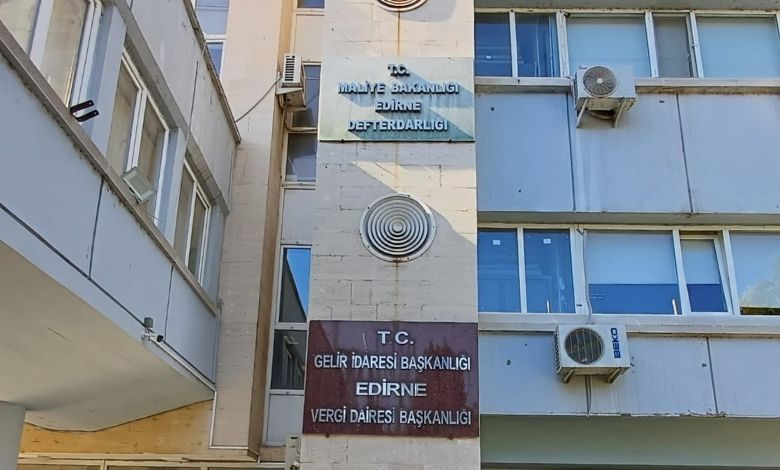 T.C.
MALİYE BAKANLIĞI
EDİRNE
DEFTERDARLIĞI
T C.
GELİR İDARESİ BAŞKANLIĞI
EDİRNE
VERGİ DAİRESİ BAŞKANLIĞI
BEKO